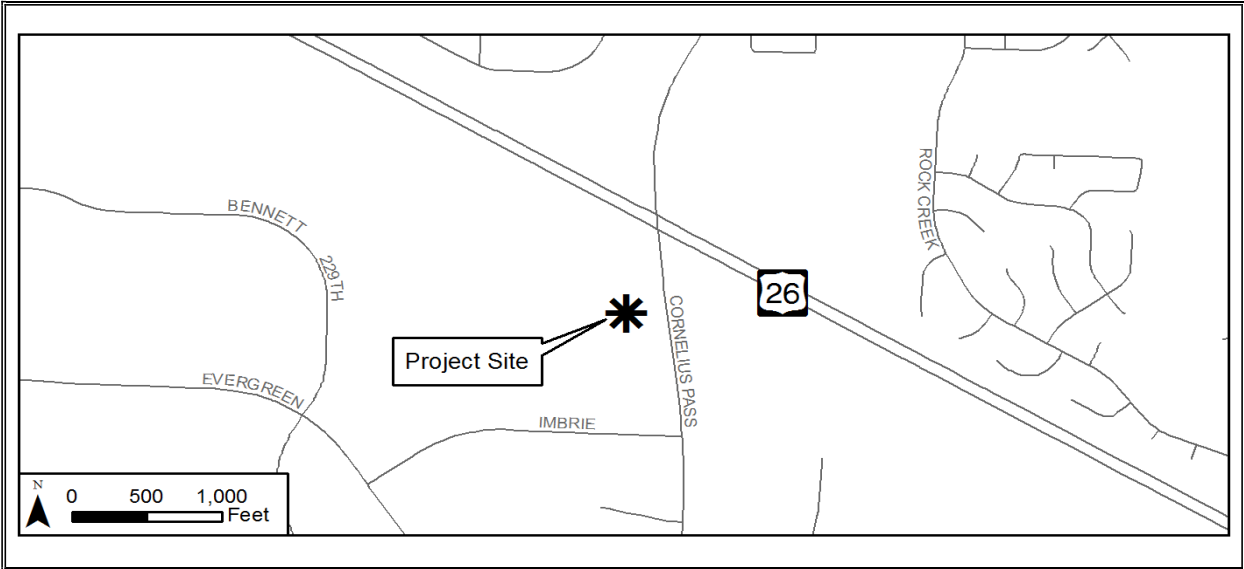 BENNETT
229TH
ROCK CREEK
26
CORNELIUS PASS
Project Site
EVERGREEN
IMBRIE
N
0 500 1,000
Feet